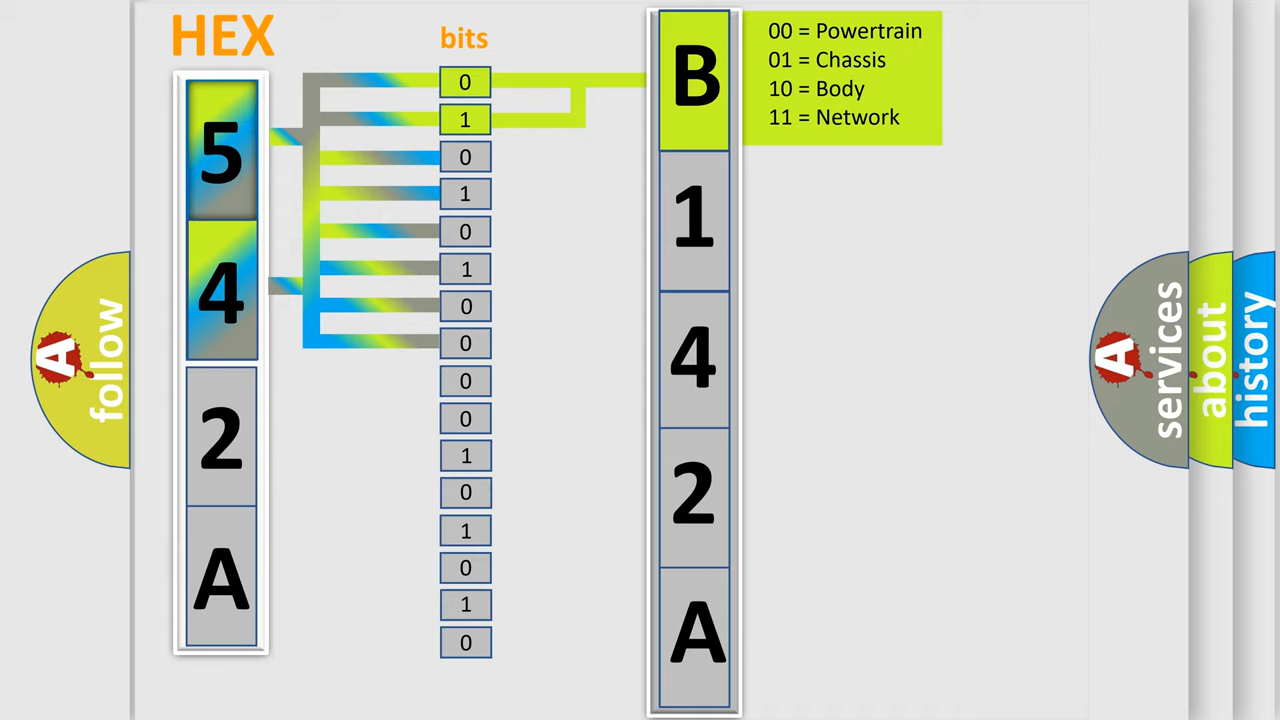 HEX
5
4
2
A
bits
0
1
0
1
0
1
0
0
0
0
1
0
1
0
1
0
B
1
4
2
A
00 = Powertrain
01 = Chassis
10 = Body
11 = Network
A follow
A services
about
history